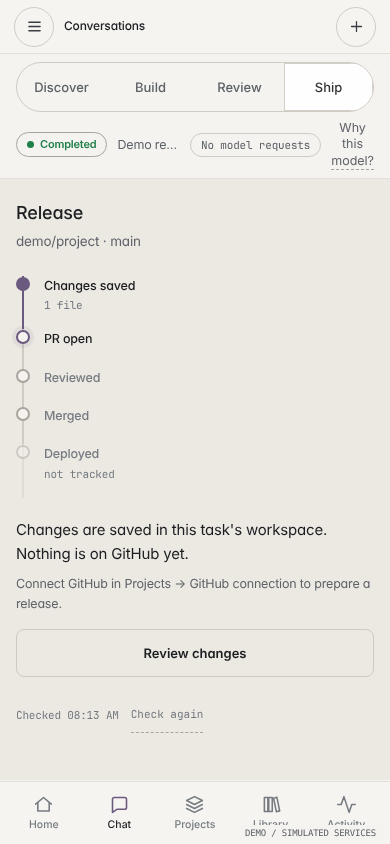 Conversations
Discover
Build
Review
Ship
Completed
Demo re...
No model requests
Why
this
model?
Release
demo/project · main
Changes saved
1 file
PR open
Reviewed
Merged
Deployed
not tracked
Changes are saved in this task's workspace.
Nothing is on GitHub yet.
Connect GitHub in Projects → GitHub connection to prepare a
release.
Review changes
Checked 08:13 AM
Check again
Home
Chat
Projects
Library
Activity
DEMO / SIMULATED SERVICES